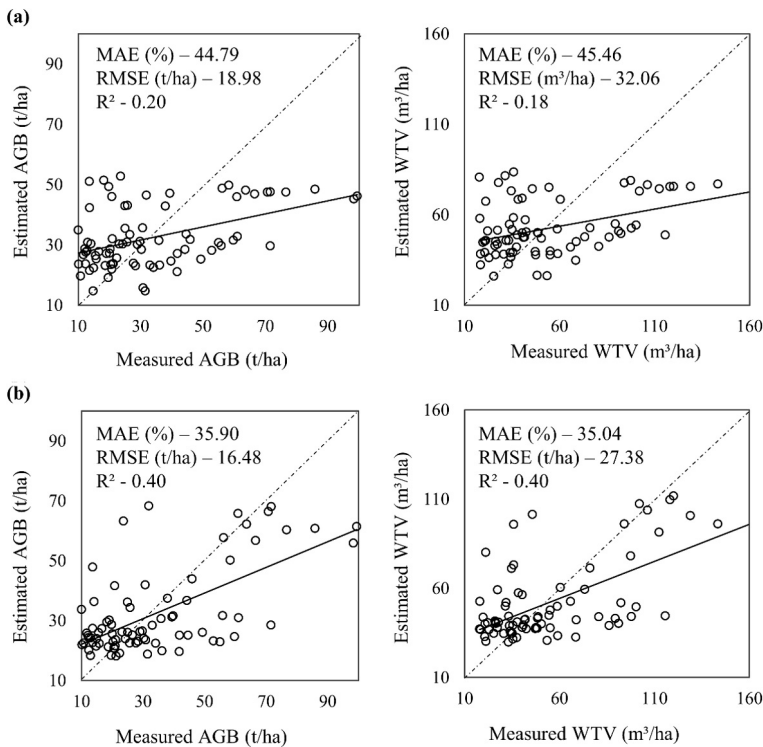 (a)
MAE (%) – 44.79
RMSE (t/ha) – 18.98
R² - 0.20
Estimated AGB (t/ha)
90
70
50
30
10
10 30 50 70 90
Measured AGB (t/ha)
MAE (%) – 45.46
RMSE (m³/ha) – 32.06
R² - 0.18
Estimated WTV (m³/ha)
160
110
60
10
10 60 110 160
Measured WTV (m³/ha)
(b)
MAE (%) – 35.90
RMSE (t/ha) – 16.48
R² - 0.40
Estimated AGB (t/ha)
90
70
50
30
10
10 30 50 70 90
Measured AGB (t/ha)
MAE (%) – 35.04
RMSE (t/ha) – 27.38
R² - 0.40
Estimated WTV (m³/ha)
160
110
60
10
10 60 110 160
Measured WTV (m³/ha)